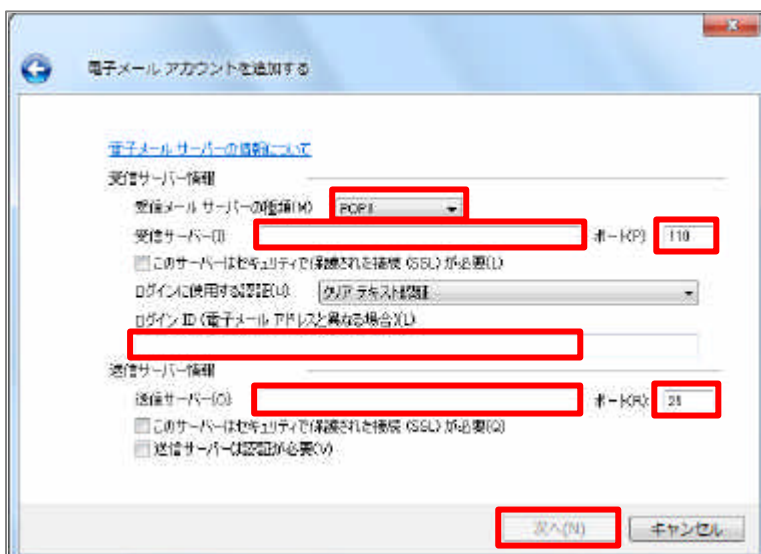 電子メール アカウントを追加する
電子メール サーバーの情報について
受信サーバー情報
受信メール サーバーの種類(M) POP3
受信サーバー(I) ポート(P): 110
このサーバーはセキュリティで保護された接続 (SSL) が必要(L)
ログインに使用する認証(U) クリア テキスト認証
ログイン ID (電子メール アドレスと異なる場合)(L)
送信サーバー情報
送信サーバー(O) ポート(R): 25
このサーバーはセキュリティで保護された接続 (SSL) が必要(Q)
送信サーバーは認証が必要(V)
次へ(N) キャンセル